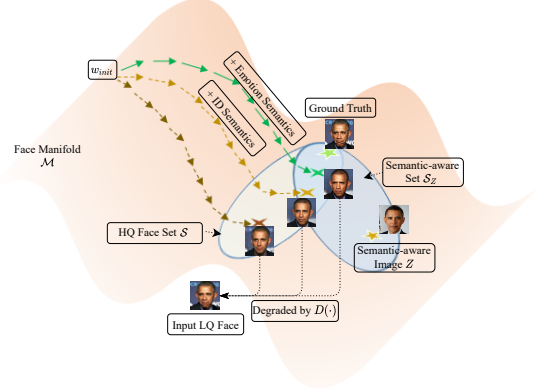 w_init
+ Emotion Semantics
+ ID Semantics
Ground Truth
Face Manifold
ℳ
Semantic-aware
Set 𝒮_Z
HQ Face Set 𝒮
Semantic-aware
Image Z
Degraded by D(·)
Input LQ Face